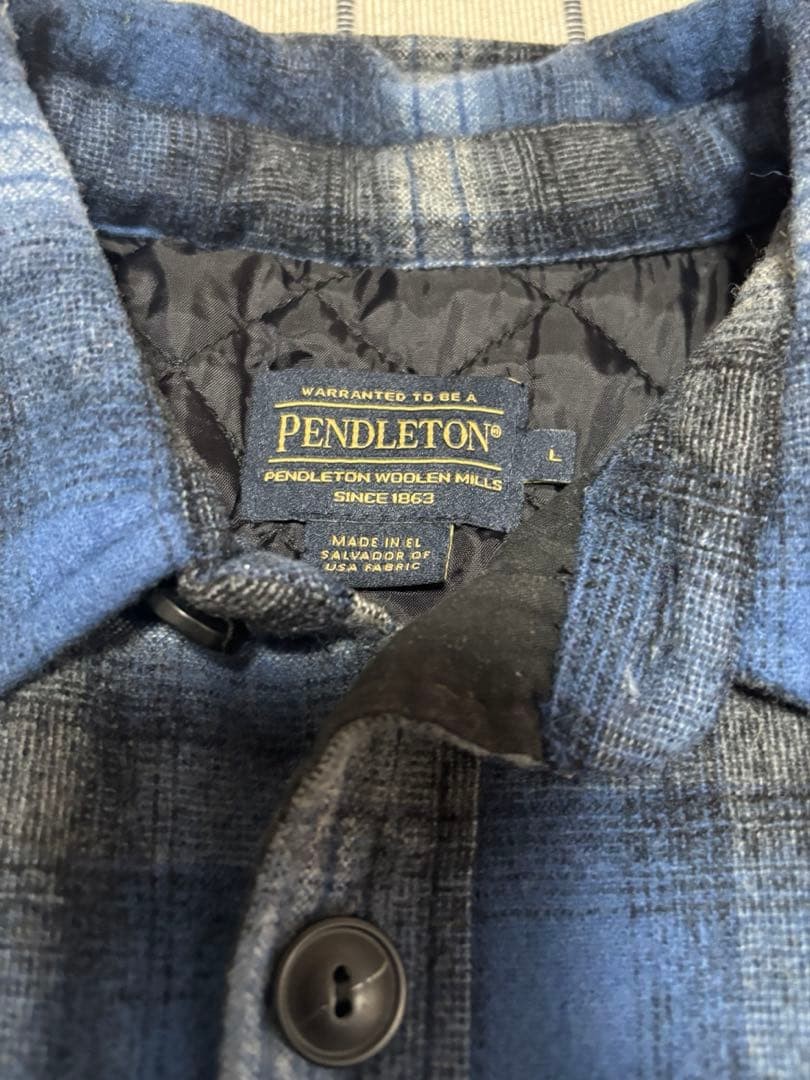 WARRANTED TO BE A
PENDLETON®
PENDLETON WOOLEN MILLS
SINCE 1863
L
MADE IN EL
SALVADOR OF
USA FABRIC